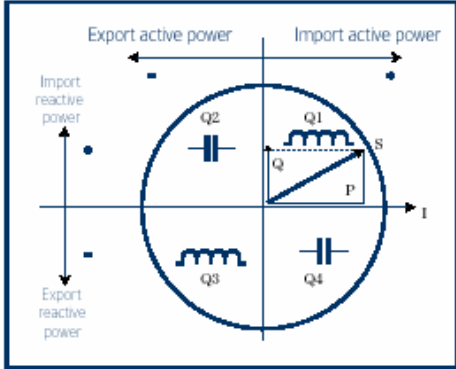 Export active power
Import active power
Import
reactive
power
Q2
Q1
S
Q
P
I
Q3
Q4
Export
reactive
power